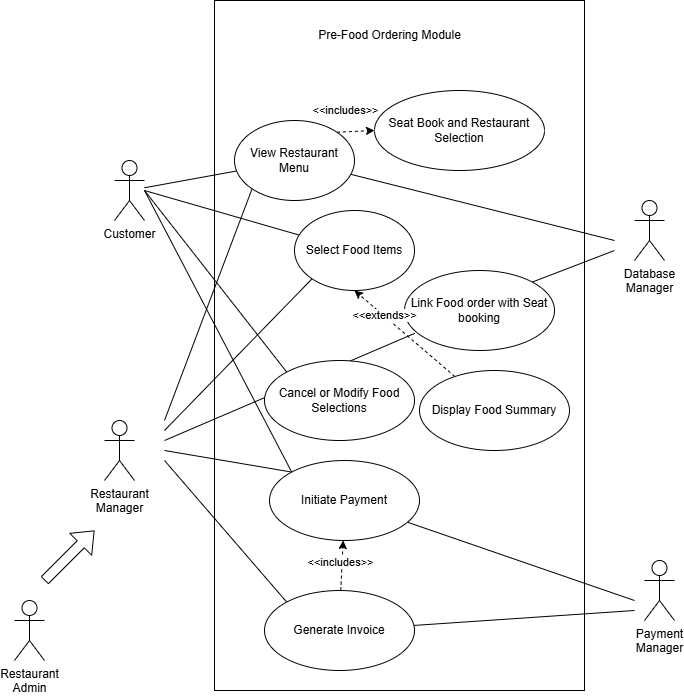 Pre-Food Ordering Module
<<includes>>
Seat Book and Restaurant
Selection
View Restaurant
Menu
Customer
Select Food Items
Database
Manager
Link Food order with Seat
booking
<<extends>>
Cancel or Modify Food
Selections
Display Food Summary
Restaurant
Manager
Initiate Payment
<<includes>>
Generate Invoice
Payment
Manager
Restaurant
Admin